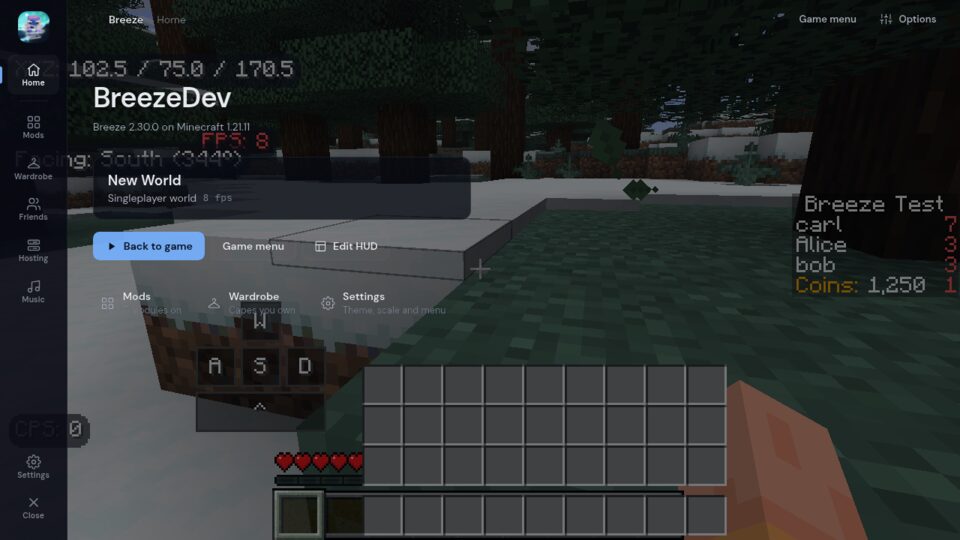 Breeze Home
Game menu
Options
XYZ: 102.5 / 75.0 / 170.5
Home
BreezeDev
Breeze 2.30.0 on Minecraft 1.21.11
FPS: 8
Mods
Facing: South (344°)
Wardrobe
New World
Singleplayer world 8 fps
Friends
Breeze Test
carl 7
Alice 3
bob 3
Coins: 1,250 1
Hosting
Back to game
Game menu
Edit HUD
Music
Mods
modules on
Wardrobe
Capes you own
Settings
Theme, scale and menu
W
A S D
CPS: 0
Settings
Close